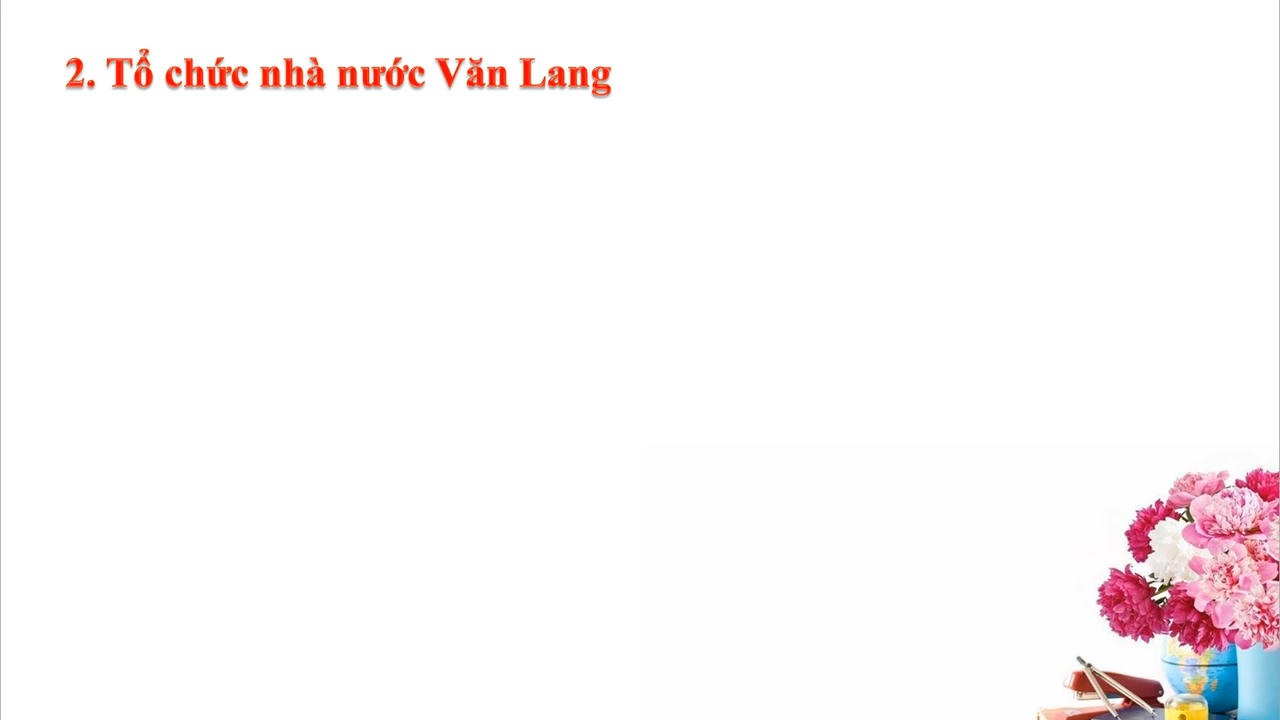 2. Tổ chức nhà nước Văn Lang